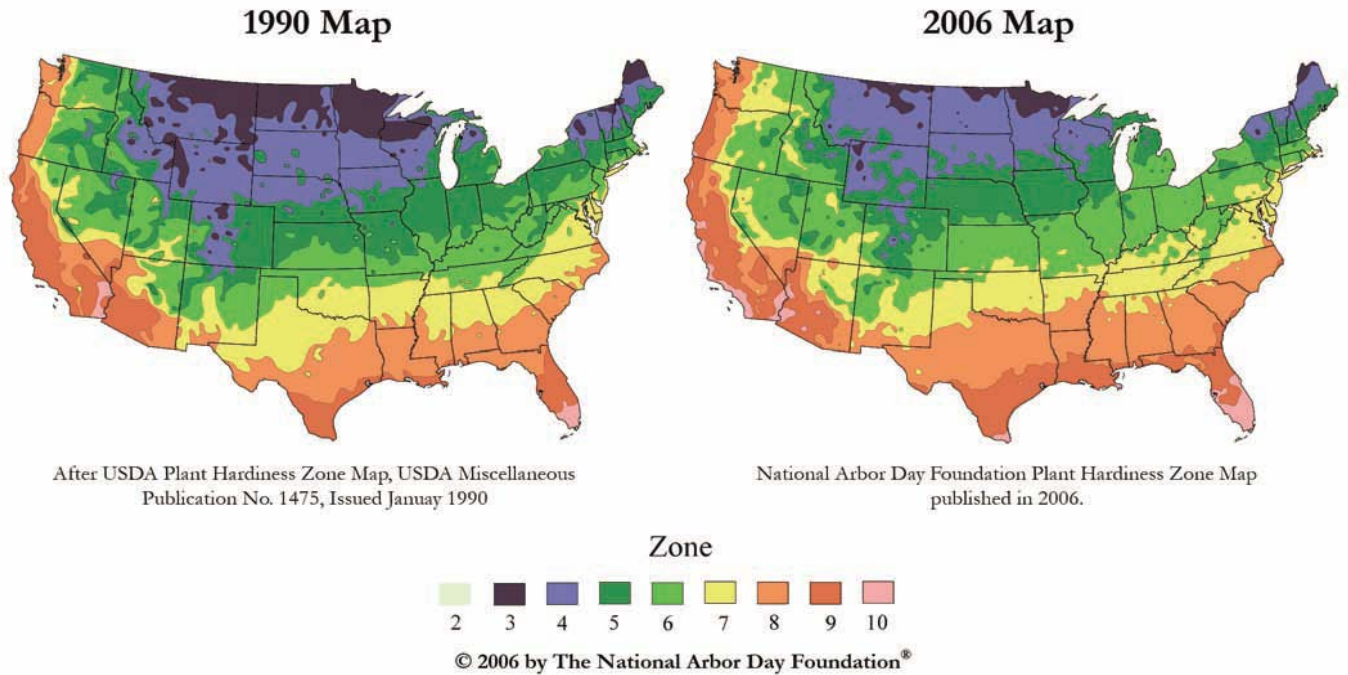 1990 Map
2006 Map
After USDA Plant Hardiness Zone Map, USDA Miscellaneous
Publication No. 1475, Issued Januay 1990
National Arbor Day Foundation Plant Hardiness Zone Map
published in 2006.
Zone
2 3 4 5 6 7 8 9 10
© 2006 by The National Arbor Day Foundation®